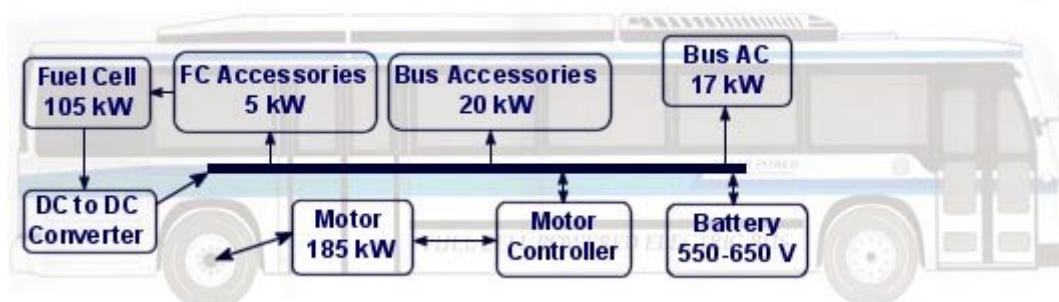 Fuel Cell
105 kW
FC Accessories
5 kW
Bus Accessories
20 kW
Bus AC
17 kW
DC to DC
Converter
Motor
185 kW
Motor
Controller
Battery
550-650 V